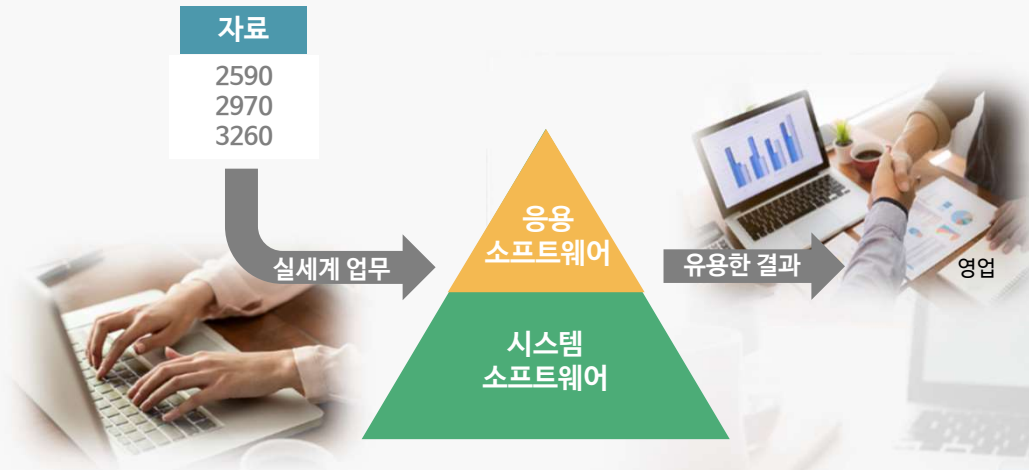 자료
2590
2970
3260
실세계 업무
응용
소프트웨어
시스템
소프트웨어
유용한 결과
영업